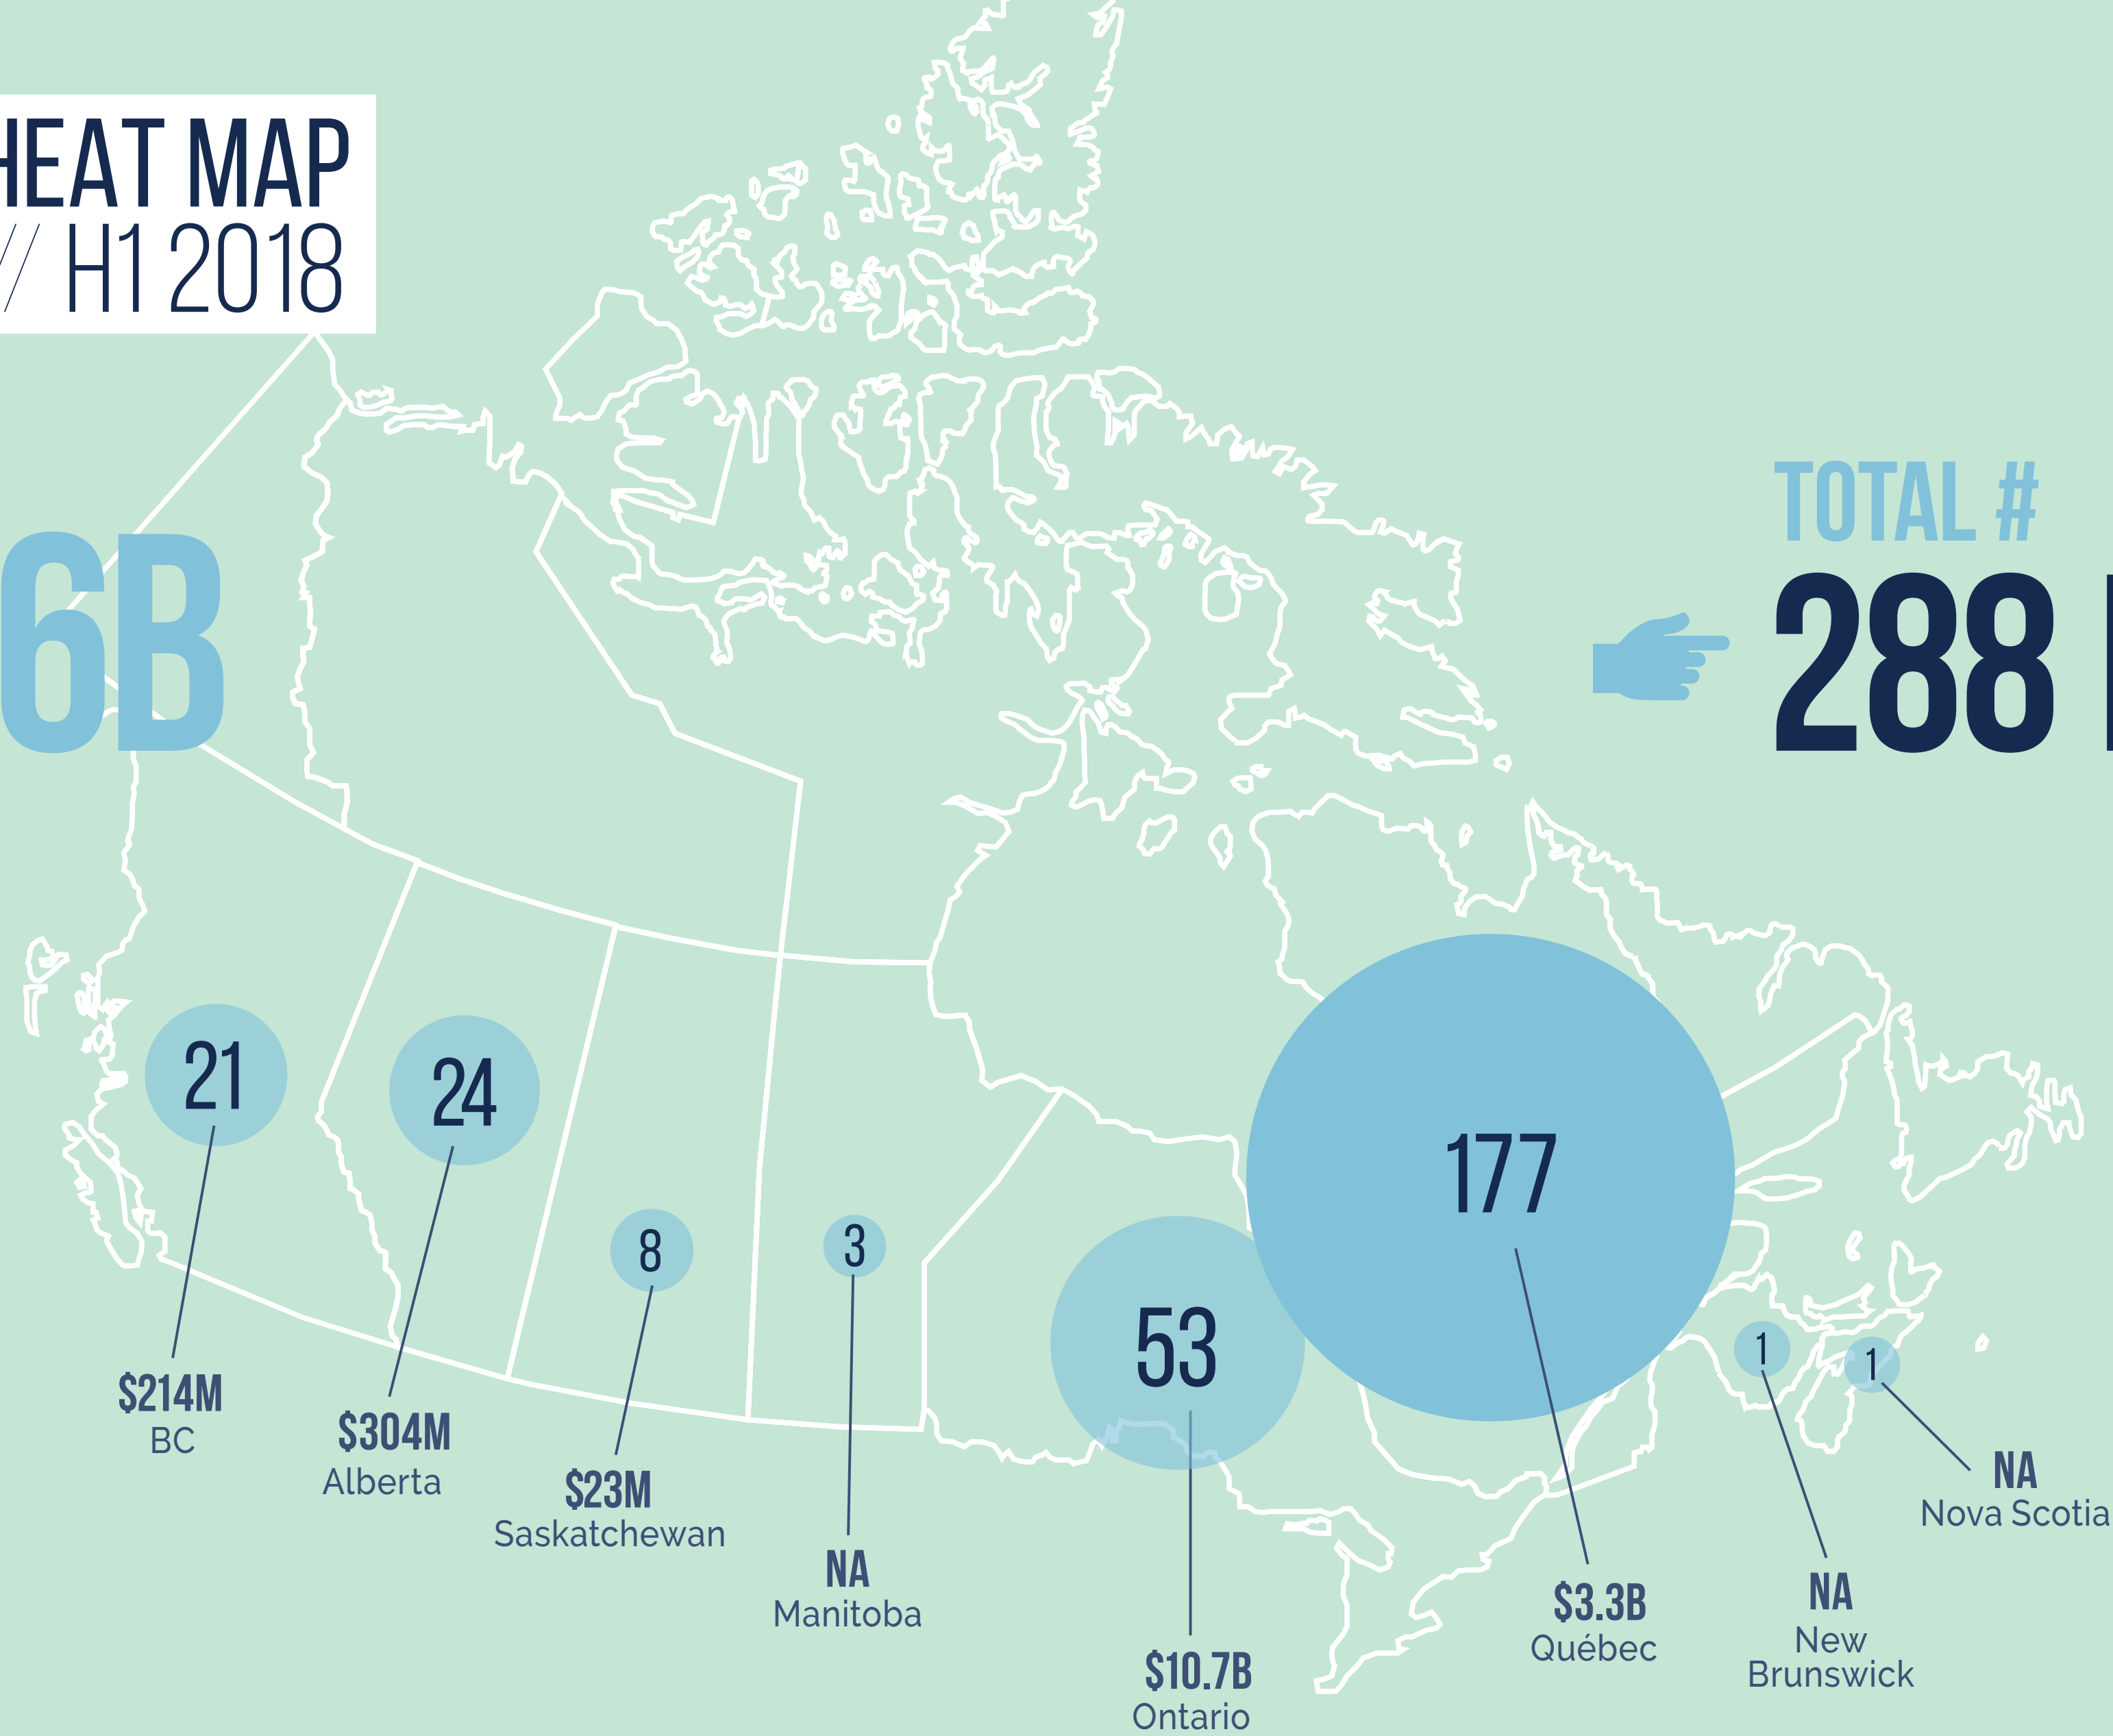 HEAT MAP
// H1 2018
6B
TOTAL #
288
21
24
8
3
53
177
1
1
$214M
BC
$304M
Alberta
$23M
Saskatchewan
NA
Manitoba
$10.7B
Ontario
$3.3B
Québec
NA
New
Brunswick
NA
Nova Scotia